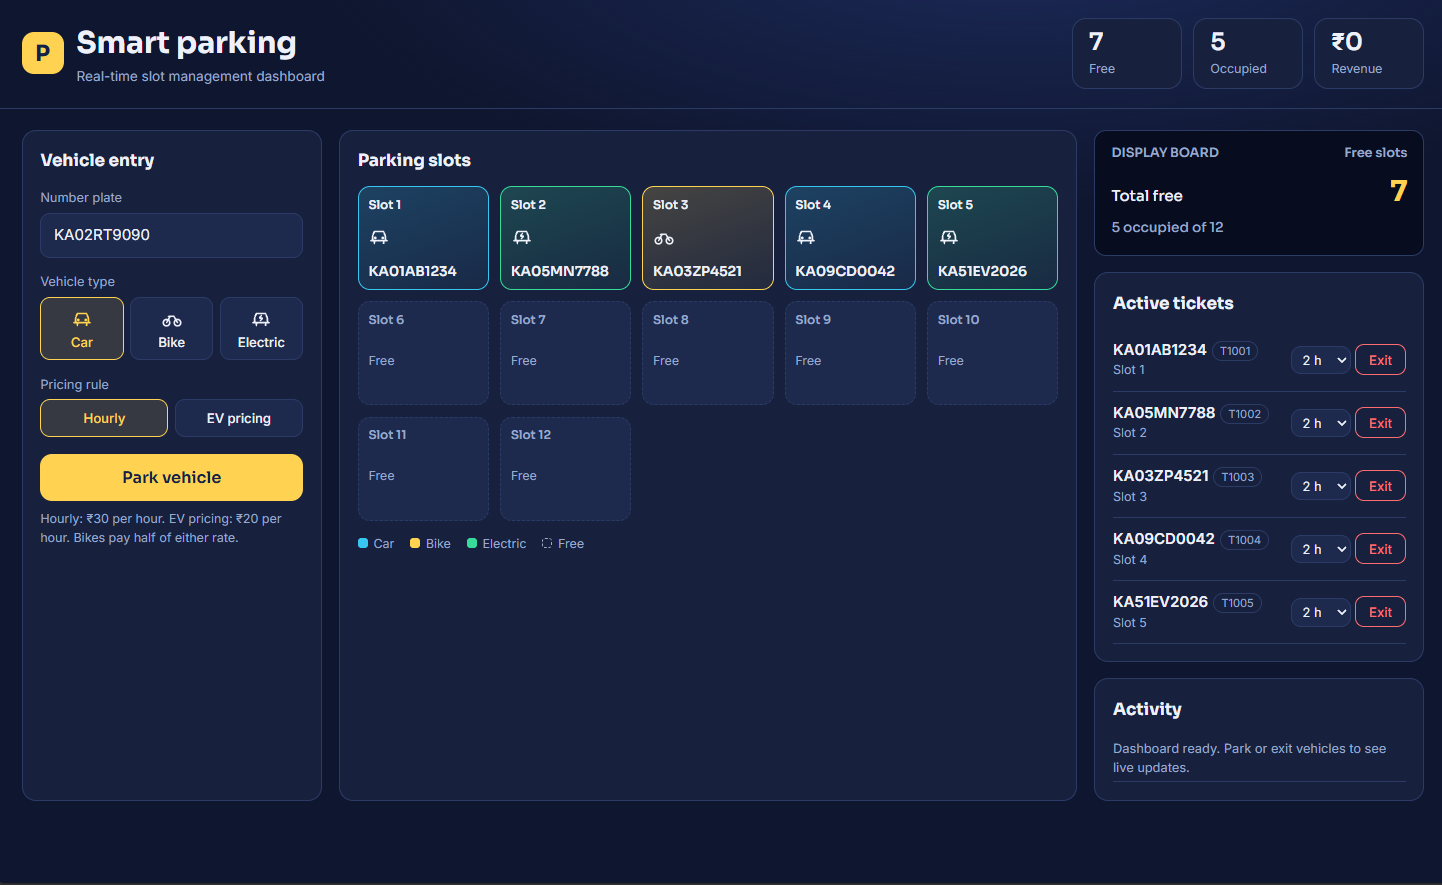 P
Smart parking
Real-time slot management dashboard
7
Free
5
Occupied
₹0
Revenue
Vehicle entry
Number plate
KA02RT9090
Vehicle type
Car
Bike
Electric
Pricing rule
Hourly
EV pricing
Park vehicle
Hourly: ₹30 per hour. EV pricing: ₹20 per
hour. Bikes pay half of either rate.
Parking slots
Slot 1
KA01AB1234
Slot 2
KA05MN7788
Slot 3
KA03ZP4521
Slot 4
KA09CD0042
Slot 5
KA51EV2026
Slot 6
Free
Slot 7
Free
Slot 8
Free
Slot 9
Free
Slot 10
Free
Slot 11
Free
Slot 12
Free
Car
Bike
Electric
Free
DISPLAY BOARD
Free slots
Total free
7
5 occupied of 12
Active tickets
KA01AB1234 T1001
Slot 1
2 h
Exit
KA05MN7788 T1002
Slot 2
2 h
Exit
KA03ZP4521 T1003
Slot 3
2 h
Exit
KA09CD0042 T1004
Slot 4
2 h
Exit
KA51EV2026 T1005
Slot 5
2 h
Exit
Activity
Dashboard ready. Park or exit vehicles to see
live updates.